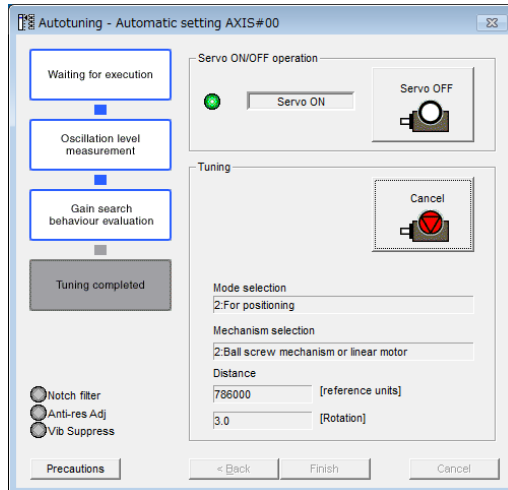 Autotuning - Automatic setting AXIS#00
Waiting for execution
Oscillation level
measurement
Gain search
behaviour evaluation
Tuning completed
Notch filter
Anti-res Adj
Vib Suppress
Precautions
Servo ON/OFF operation
Servo ON
Servo OFF
Tuning
Cancel
Mode selection
2:For positioning
Mechanism selection
2:Ball screw mechanism or linear motor
Distance
786000 [reference units]
3.0 [Rotation]
< Back
Finish
Cancel